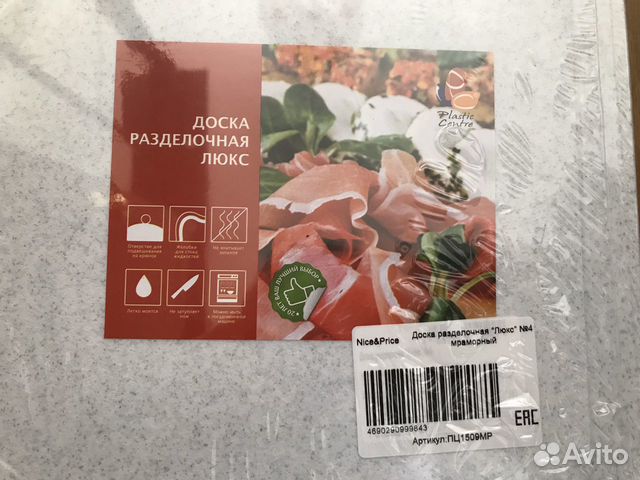 ДОСКА
РАЗДЕЛОЧНАЯ
ЛЮКС
Plastic
Centre
Отверстие для
подвешивания
на крючок
Желобки
для стока
жидкостей
Не впитывает
запахов
Легко моется
Не затупляет
нож
Можно мыть
в посудомоечной
машине
20 ЛЕТ ВАШ ЛУЧШИЙ ВЫБОР
Nice&Price
Доска разделочная "Люкс" №4
мраморный
4690290999843
EAC
Артикул:ПЦ1509МР
Avito